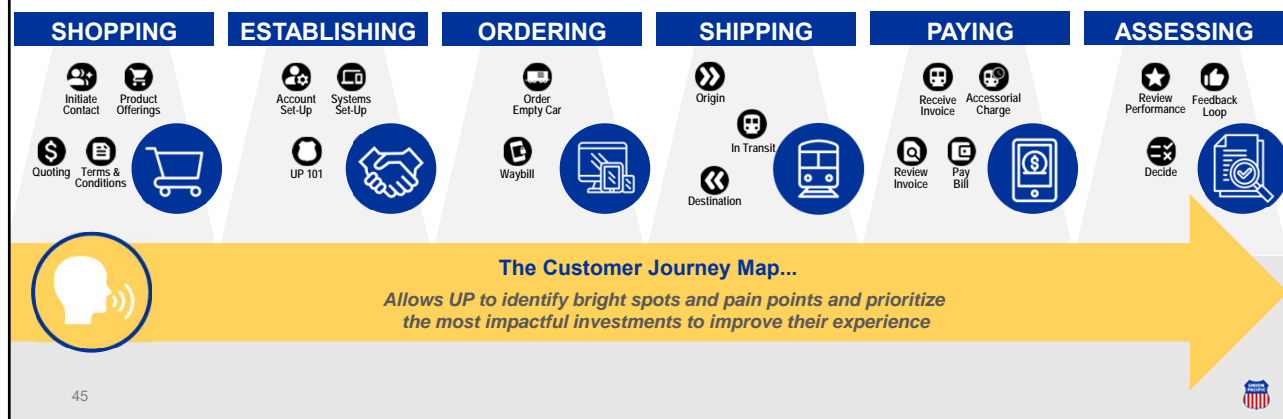 SHOPPING
ESTABLISHING
ORDERING
SHIPPING
PAYING
ASSESSING
Initiate
Contact
Product
Offerings
Quoting
Terms &
Conditions
Account
Set-Up
Systems
Set-Up
UP 101
Order
Empty Car
Waybill
Origin
In Transit
Destination
Receive
Invoice
Accessorial
Charge
Review
Invoice
Pay
Bill
Review
Performance
Feedback
Loop
Decide
The Customer Journey Map...
Allows UP to identify bright spots and pain points and prioritize
the most impactful investments to improve their experience
45
UNION
PACIFIC